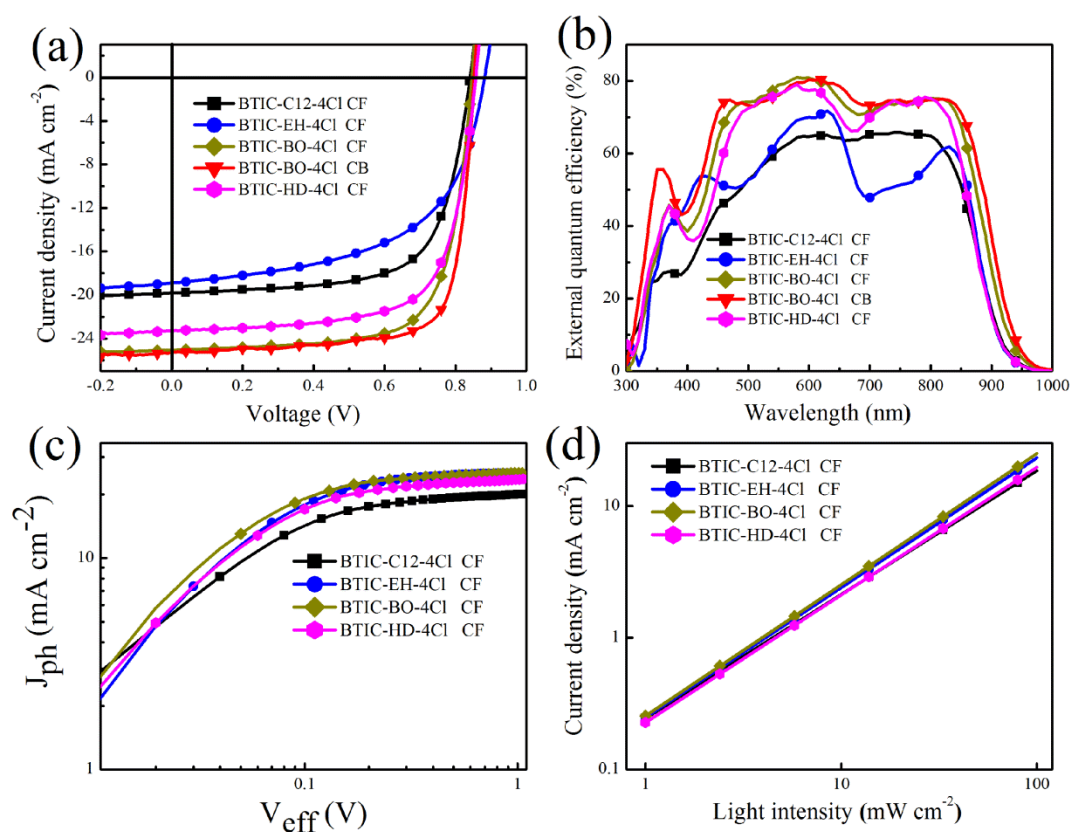 (a)
0
-4
-8
-12
-16
-20
-24
-0.2 0.0 0.2 0.4 0.6 0.8 1.0
Current density (mA cm-2)
Voltage (V)
BTIC-C12-4Cl CF
BTIC-EH-4Cl CF
BTIC-BO-4Cl CF
BTIC-BO-4Cl CB
BTIC-HD-4Cl CF
(b)
80
60
40
20
0
300 400 500 600 700 800 900 1000
External quantum efficiency (%)
Wavelength (nm)
BTIC-C12-4Cl CF
BTIC-EH-4Cl CF
BTIC-BO-4Cl CF
BTIC-BO-4Cl CB
BTIC-HD-4Cl CF
(c)
10
1
0.1 1
Jph (mA cm-2)
Veff (V)
BTIC-C12-4Cl CF
BTIC-EH-4Cl CF
BTIC-BO-4Cl CF
BTIC-HD-4Cl CF
(d)
10
1
0.1
1 10 100
Current density (mA cm-2)
Light intensity (mW cm-2)
BTIC-C12-4Cl CF
BTIC-EH-4Cl CF
BTIC-BO-4Cl CF
BTIC-HD-4Cl CF